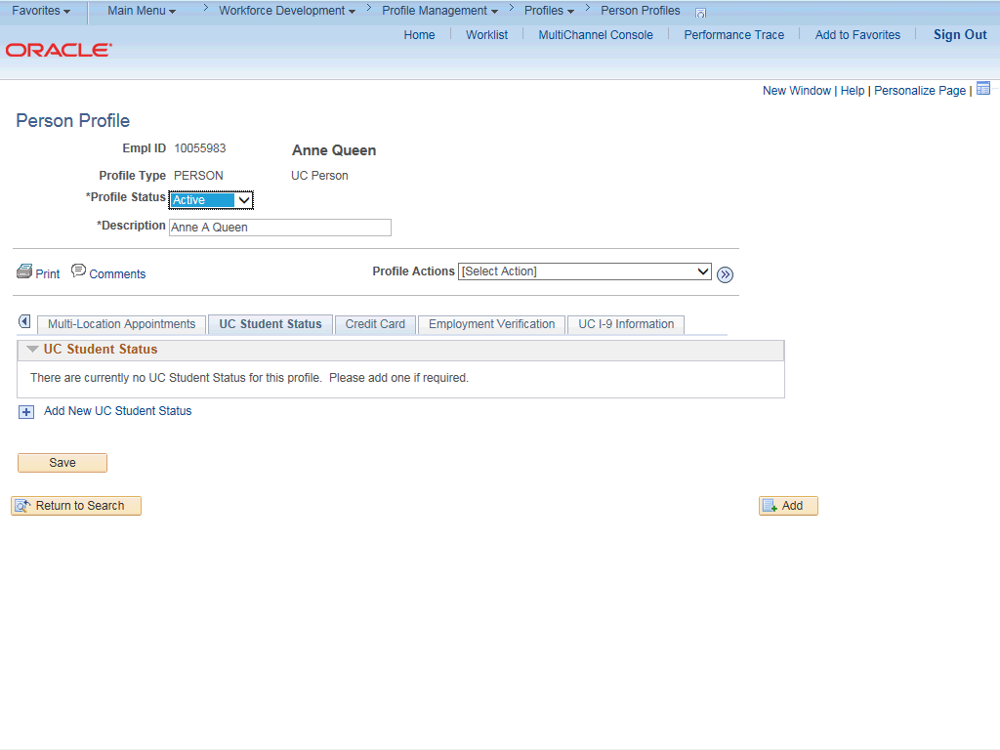 Favorites Main Menu > Workforce Development > Profile Management > Profiles > Person Profiles
Home Worklist MultiChannel Console Performance Trace Add to Favorites Sign Out
ORACLE
New Window | Help | Personalize Page |
Person Profile
Empl ID 10055983 Anne Queen
Profile Type PERSON UC Person
*Profile Status Active
*Description Anne A Queen
Print Comments Profile Actions [Select Action]
Multi-Location Appointments UC Student Status Credit Card Employment Verification UC I-9 Information
UC Student Status
There are currently no UC Student Status for this profile. Please add one if required.
Add New UC Student Status
Save
Return to Search Add